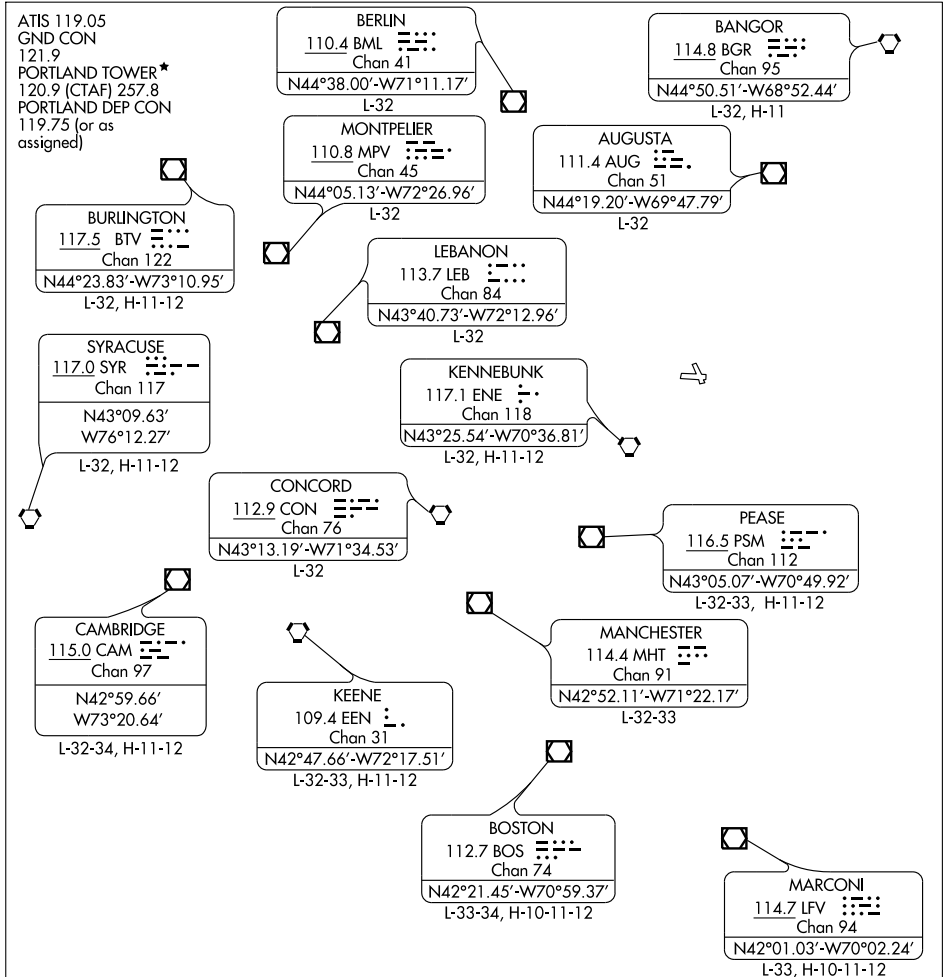 ATIS 119.05
GND CON
121.9
PORTLAND TOWER★
120.9 (CTAF) 257.8
PORTLAND DEP CON
119.75 (or as
assigned)
BERLIN
110.4 BML
Chan 41
N44°38.00′-W71°11.17′
L-32
BANGOR
114.8 BGR
Chan 95
N44°50.51′-W68°52.44′
L-32, H-11
MONTPELIER
110.8 MPV
Chan 45
N44°05.13′-W72°26.96′
L-32
AUGUSTA
111.4 AUG
Chan 51
N44°19.20′-W69°47.79′
L-32
BURLINGTON
117.5 BTV
Chan 122
N44°23.83′-W73°10.95′
L-32, H-11-12
LEBANON
113.7 LEB
Chan 84
N43°40.73′-W72°12.96′
L-32
SYRACUSE
117.0 SYR
Chan 117
N43°09.63′
W76°12.27′
L-32, H-11-12
KENNEBUNK
117.1 ENE
Chan 118
N43°25.54′-W70°36.81′
L-32, H-11-12
CONCORD
112.9 CON
Chan 76
N43°13.19′-W71°34.53′
L-32
PEASE
116.5 PSM
Chan 112
N43°05.07′-W70°49.92′
L-32-33, H-11-12
CAMBRIDGE
115.0 CAM
Chan 97
N42°59.66′
W73°20.64′
L-32-34, H-11-12
KEENE
109.4 EEN
Chan 31
N42°47.66′-W72°17.51′
L-32-33, H-11-12
MANCHESTER
114.4 MHT
Chan 91
N42°52.11′-W71°22.17′
L-32-33
BOSTON
112.7 BOS
Chan 74
N42°21.45′-W70°59.37′
L-33-34, H-10-11-12
MARCONI
114.7 LFV
Chan 94
N42°01.03′-W70°02.24′
L-33, H-10-11-12